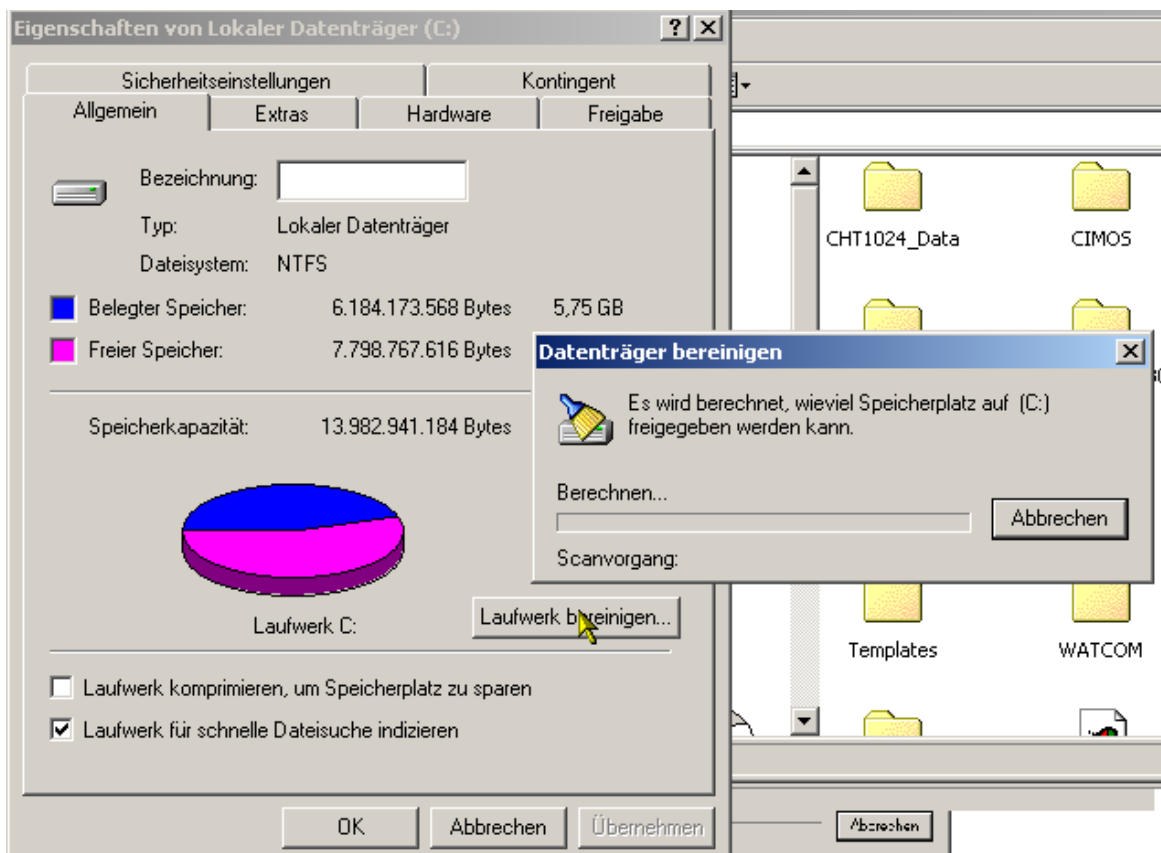 Eigenschaften von Lokaler Datenträger (C:)
Sicherheitseinstellungen Kontingent
Allgemein Extras Hardware Freigabe
Bezeichnung:
Typ: Lokaler Datenträger
Dateisystem: NTFS
Belegter Speicher: 6.184.173.568 Bytes 5,75 GB
Freier Speicher: 7.798.767.616 Bytes
Speicherkapazität: 13.982.941.184 Bytes
Laufwerk C:
Laufwerk bereinigen...
Laufwerk komprimieren, um Speicherplatz zu sparen
Laufwerk für schnelle Dateisuche indizieren
OK Abbrechen Übernehmen
Datenträger bereinigen
Es wird berechnet, wieviel Speicherplatz auf (C:)
freigegeben werden kann.
Berechnen...
Abbrechen
Scanvorgang:
CHT1024_Data CIMOS
Templates WATCOM
Abbrechen